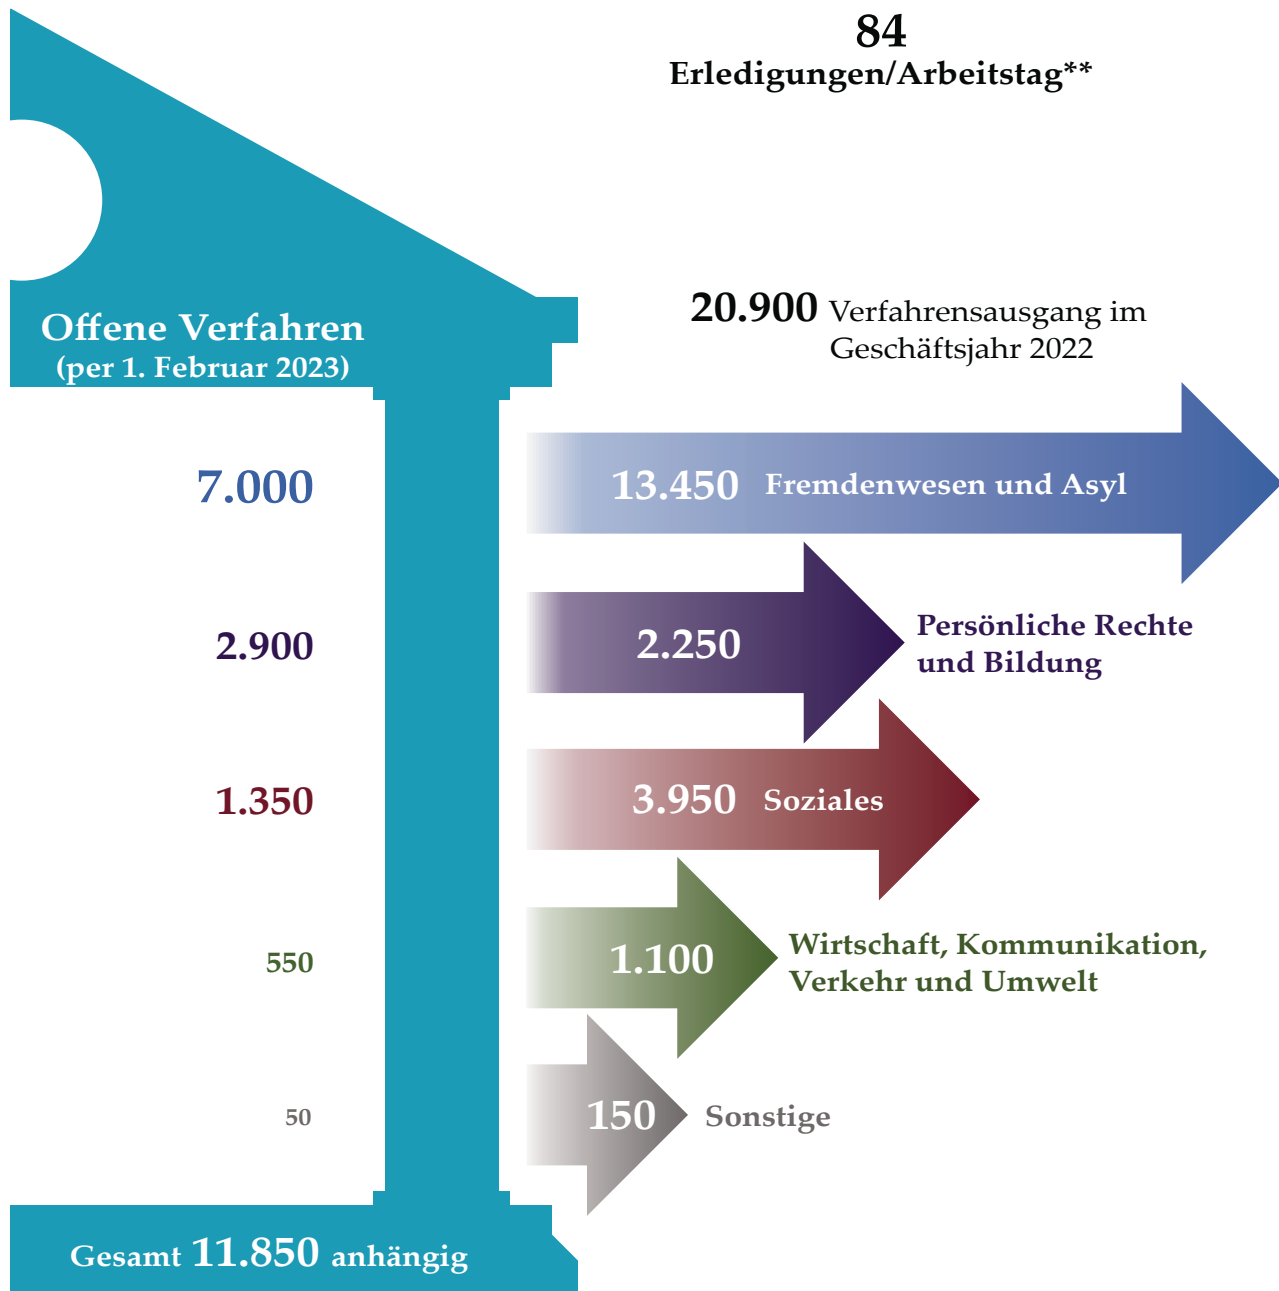 84
Erledigungen/Arbeitstag**
Offene Verfahren
(per 1. Februar 2023)
20.900 Verfahrensausgang im
Geschäftsjahr 2022
7.000
13.450 Fremdenwesen und Asyl
2.900
2.250
Persönliche Rechte
und Bildung
1.350
3.950 Soziales
550
1.100
Wirtschaft, Kommunikation,
Verkehr und Umwelt
50
150
Sonstige
Gesamt 11.850 anhängig